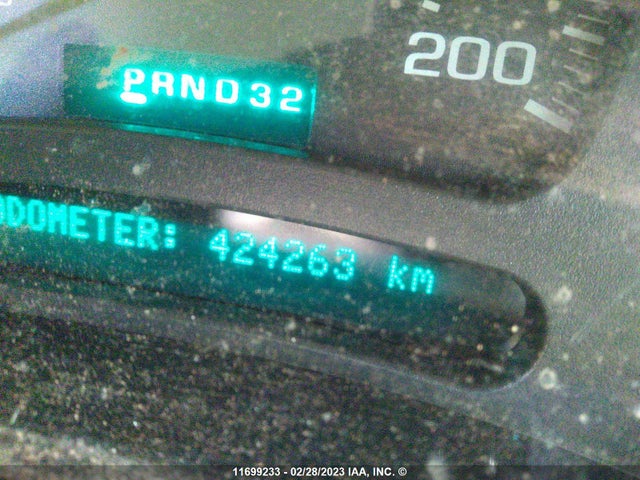 200
PRND32
ODOMETER: 424263 km
11699233 - 02/28/2023 IAA, INC. ©